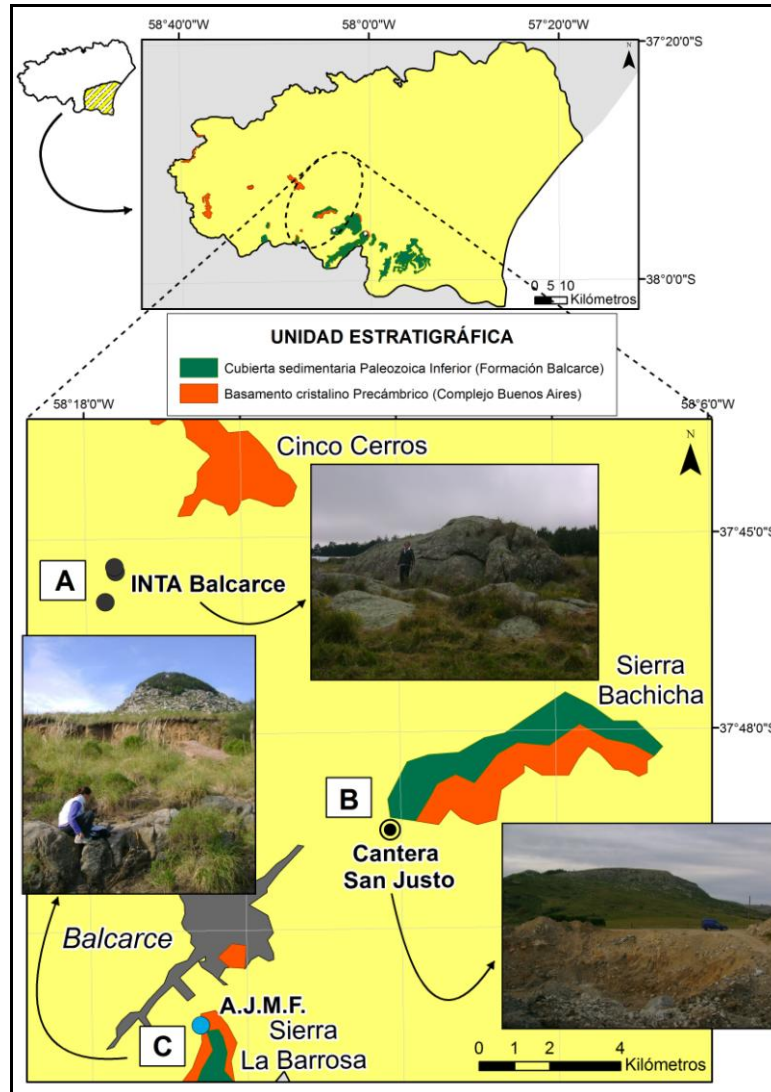 58°40'0"W
58°0'0"W
57°20'0"W
37°20'0"S
N
38°0'0"S
0 5 10
Kilómetros
UNIDAD ESTRATIGRÁFICA
Cubierta sedimentaria Paleozoica Inferior (Formación Balcarce)
Basamento cristalino Precámbrico (Complejo Buenos Aires)
58°18'0"W
58°6'0"W
N
Cinco Cerros
37°45'0"S
A
INTA Balcarce
Sierra
Bachicha
37°48'0"S
B
Cantera
San Justo
Balcarce
A.J.M.F.
C
Sierra
La Barrosa
0 1 2 4
Kilómetros